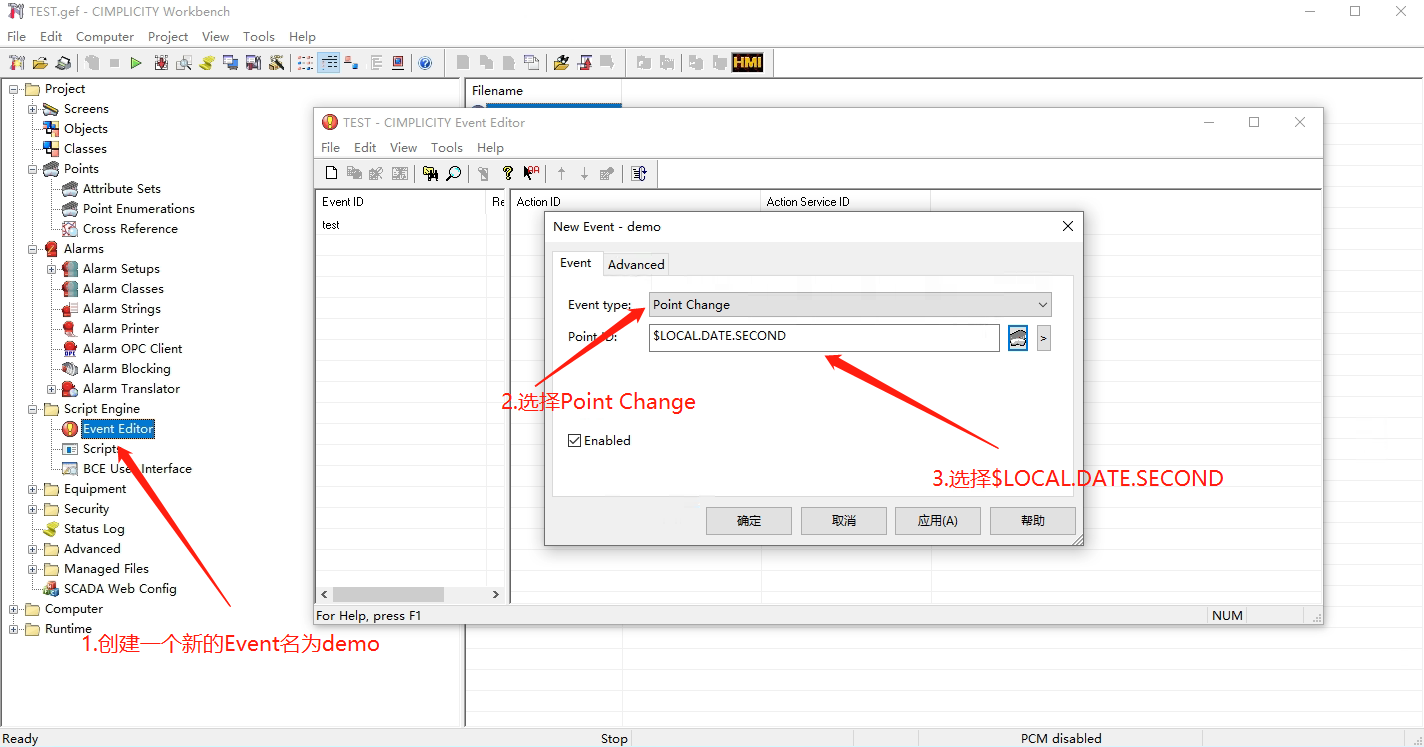 TEST.gef - CIMPLICITY Workbench
File Edit Computer Project View Tools Help
HMI
Project
Screens
Objects
Classes
Points
Attribute Sets
Point Enumerations
Cross Reference
Alarms
Alarm Setups
Alarm Classes
Alarm Strings
Alarm Printer
Alarm OPC Client
Alarm Blocking
Alarm Translator
Script Engine
Event Editor
Scripts
BCE User Interface
Equipment
Security
Status Log
Advanced
Managed Files
SCADA Web Config
Computer
Runtime
1.创建一个新的Event名为demo
Filename
TEST - CIMPLICITY Event Editor
File Edit View Tools Help
Event ID Re Action ID Action Service ID
test
New Event - demo
Event Advanced
Event type: Point Change
Point ID: $LOCAL.DATE.SECOND >
2.选择Point Change
Enabled
3.选择$LOCAL.DATE.SECOND
确定 取消 应用(A) 帮助
For Help, press F1 NUM
Ready Stop PCM disabled